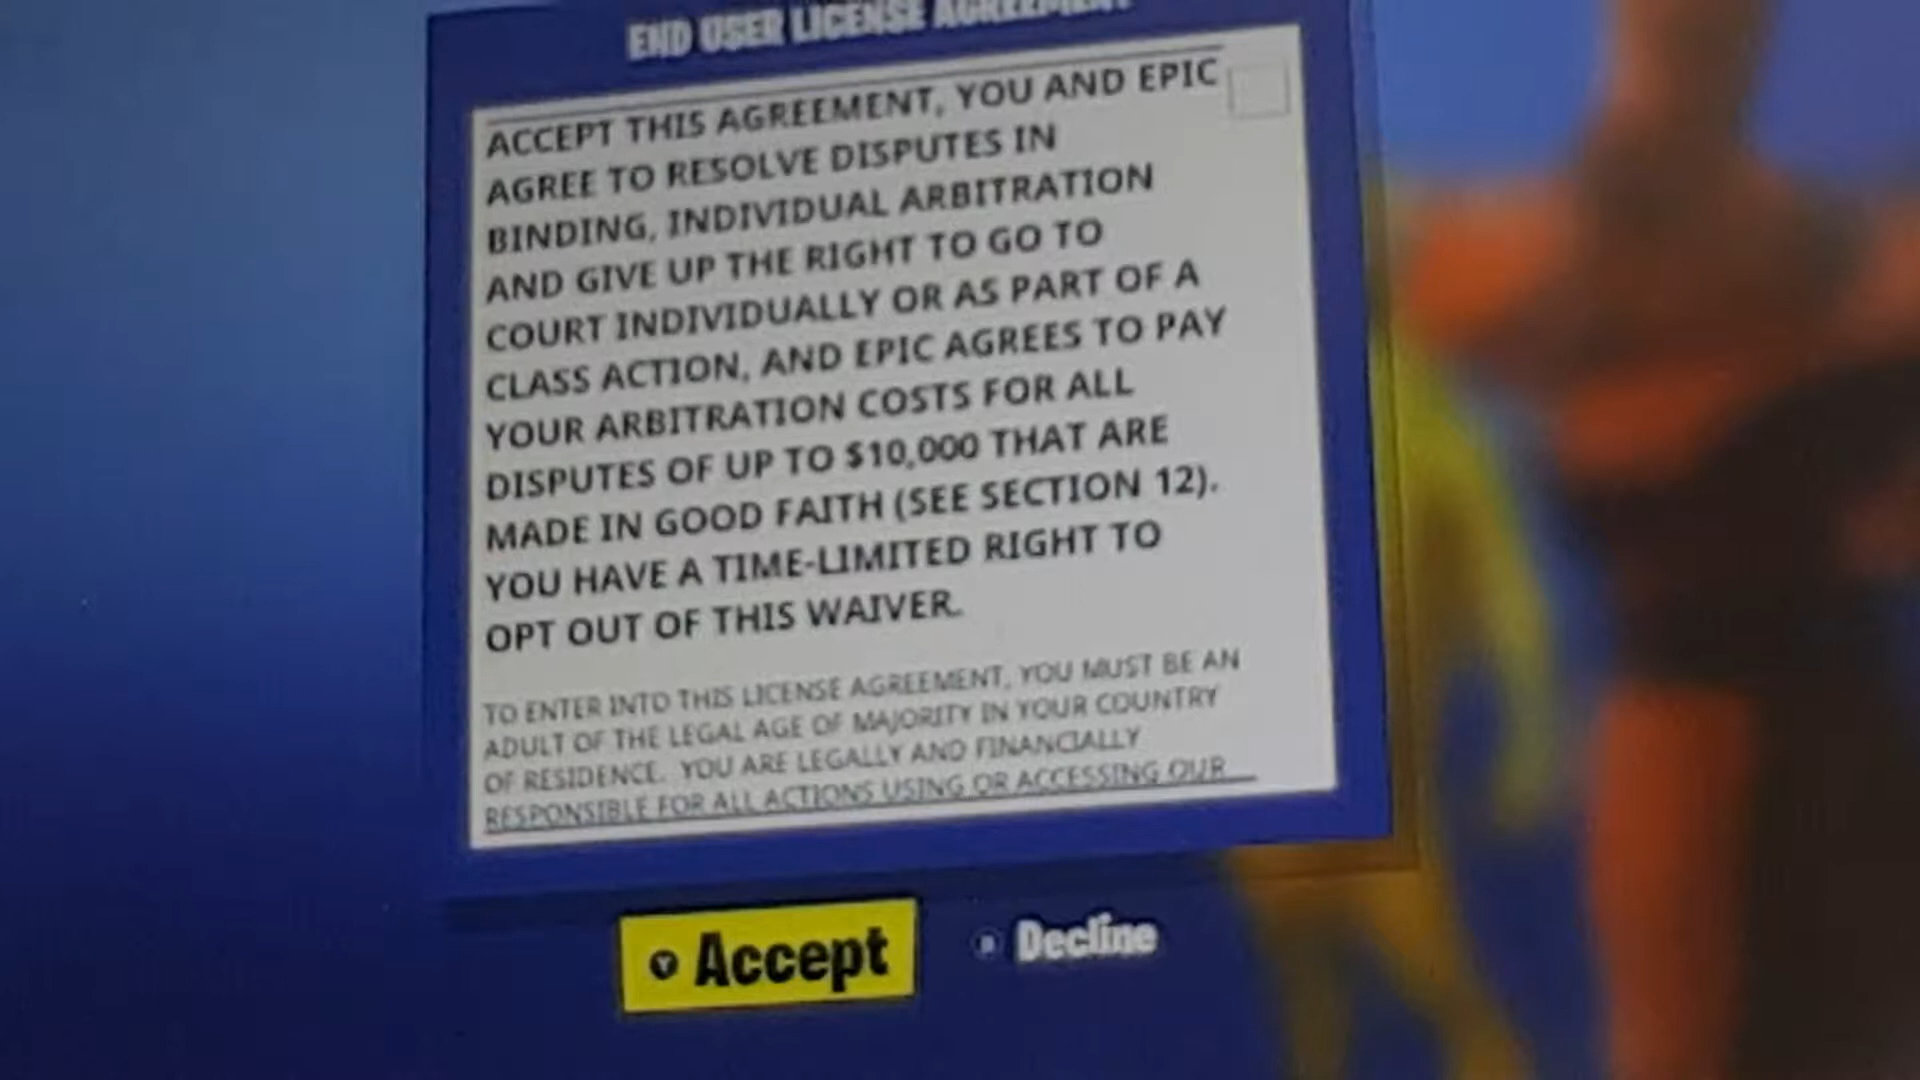 END USER LICENSE AGREEMENT
ACCEPT THIS AGREEMENT, YOU AND EPIC
AGREE TO RESOLVE DISPUTES IN
BINDING, INDIVIDUAL ARBITRATION
AND GIVE UP THE RIGHT TO GO TO
COURT INDIVIDUALLY OR AS PART OF A
CLASS ACTION, AND EPIC AGREES TO PAY
YOUR ARBITRATION COSTS FOR ALL
DISPUTES OF UP TO $10,000 THAT ARE
MADE IN GOOD FAITH (SEE SECTION 12).
YOU HAVE A TIME-LIMITED RIGHT TO
OPT OUT OF THIS WAIVER.
TO ENTER INTO THIS LICENSE AGREEMENT, YOU MUST BE AN
ADULT OF THE LEGAL AGE OF MAJORITY IN YOUR COUNTRY
OF RESIDENCE. YOU ARE LEGALLY AND FINANCIALLY
RESPONSIBLE FOR ALL ACTIONS USING OR ACCESSING OUR
Y Accept
Decline